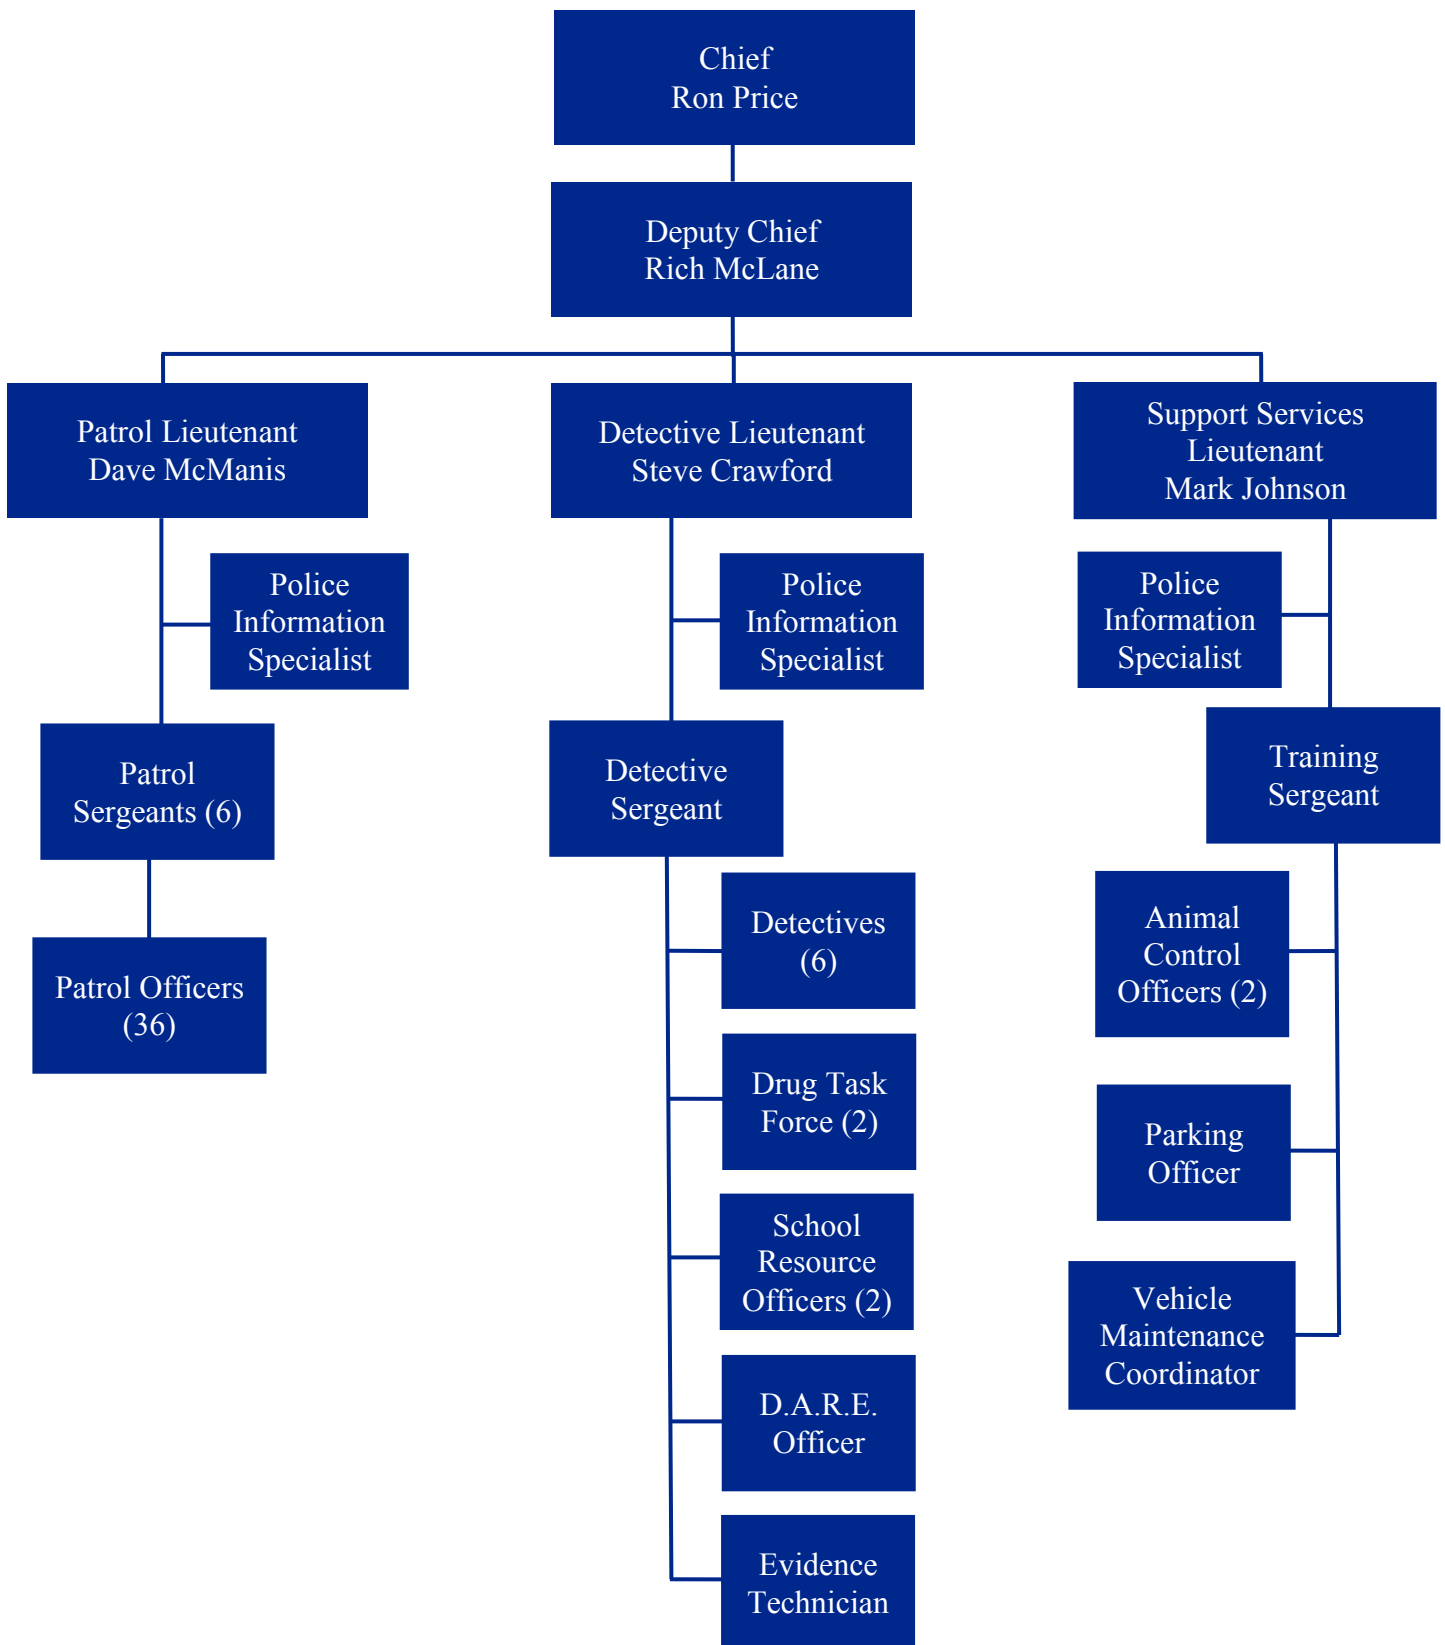 Chief
Ron Price
Deputy Chief
Rich McLane
Patrol Lieutenant
Dave McManis
Detective Lieutenant
Steve Crawford
Support Services
Lieutenant
Mark Johnson
Police
Information
Specialist
Police
Information
Specialist
Police
Information
Specialist
Patrol
Sergeants (6)
Detective
Sergeant
Training
Sergeant
Patrol Officers
(36)
Detectives
(6)
Drug Task
Force (2)
School
Resource
Officers (2)
D.A.R.E.
Officer
Evidence
Technician
Animal
Control
Officers (2)
Parking
Officer
Vehicle
Maintenance
Coordinator